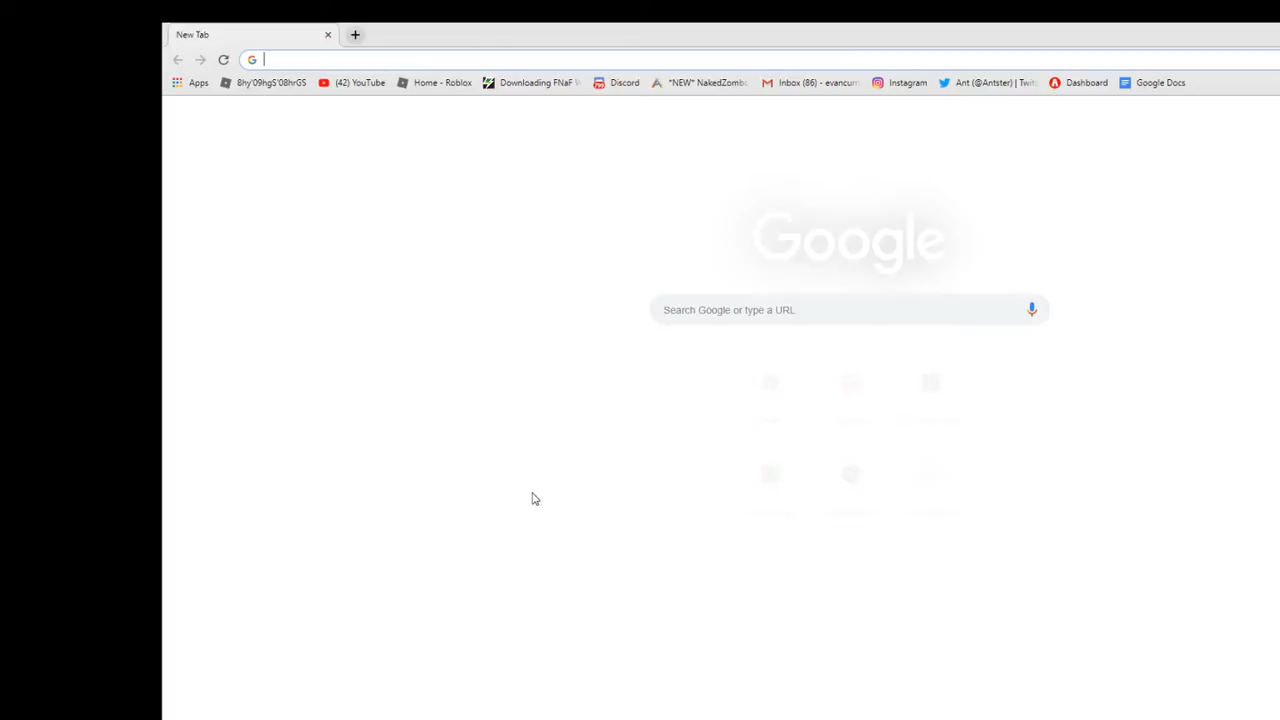 New Tab
Apps 8hy'09hgS'08hrGS (42) YouTube Home - Roblox Downloading FNaF Discord *NEW* NakedZomb Inbox (86) - evancum Instagram Ant (@Antster) | Twit Dashboard Google Docs
Google
Search Google or type a URL